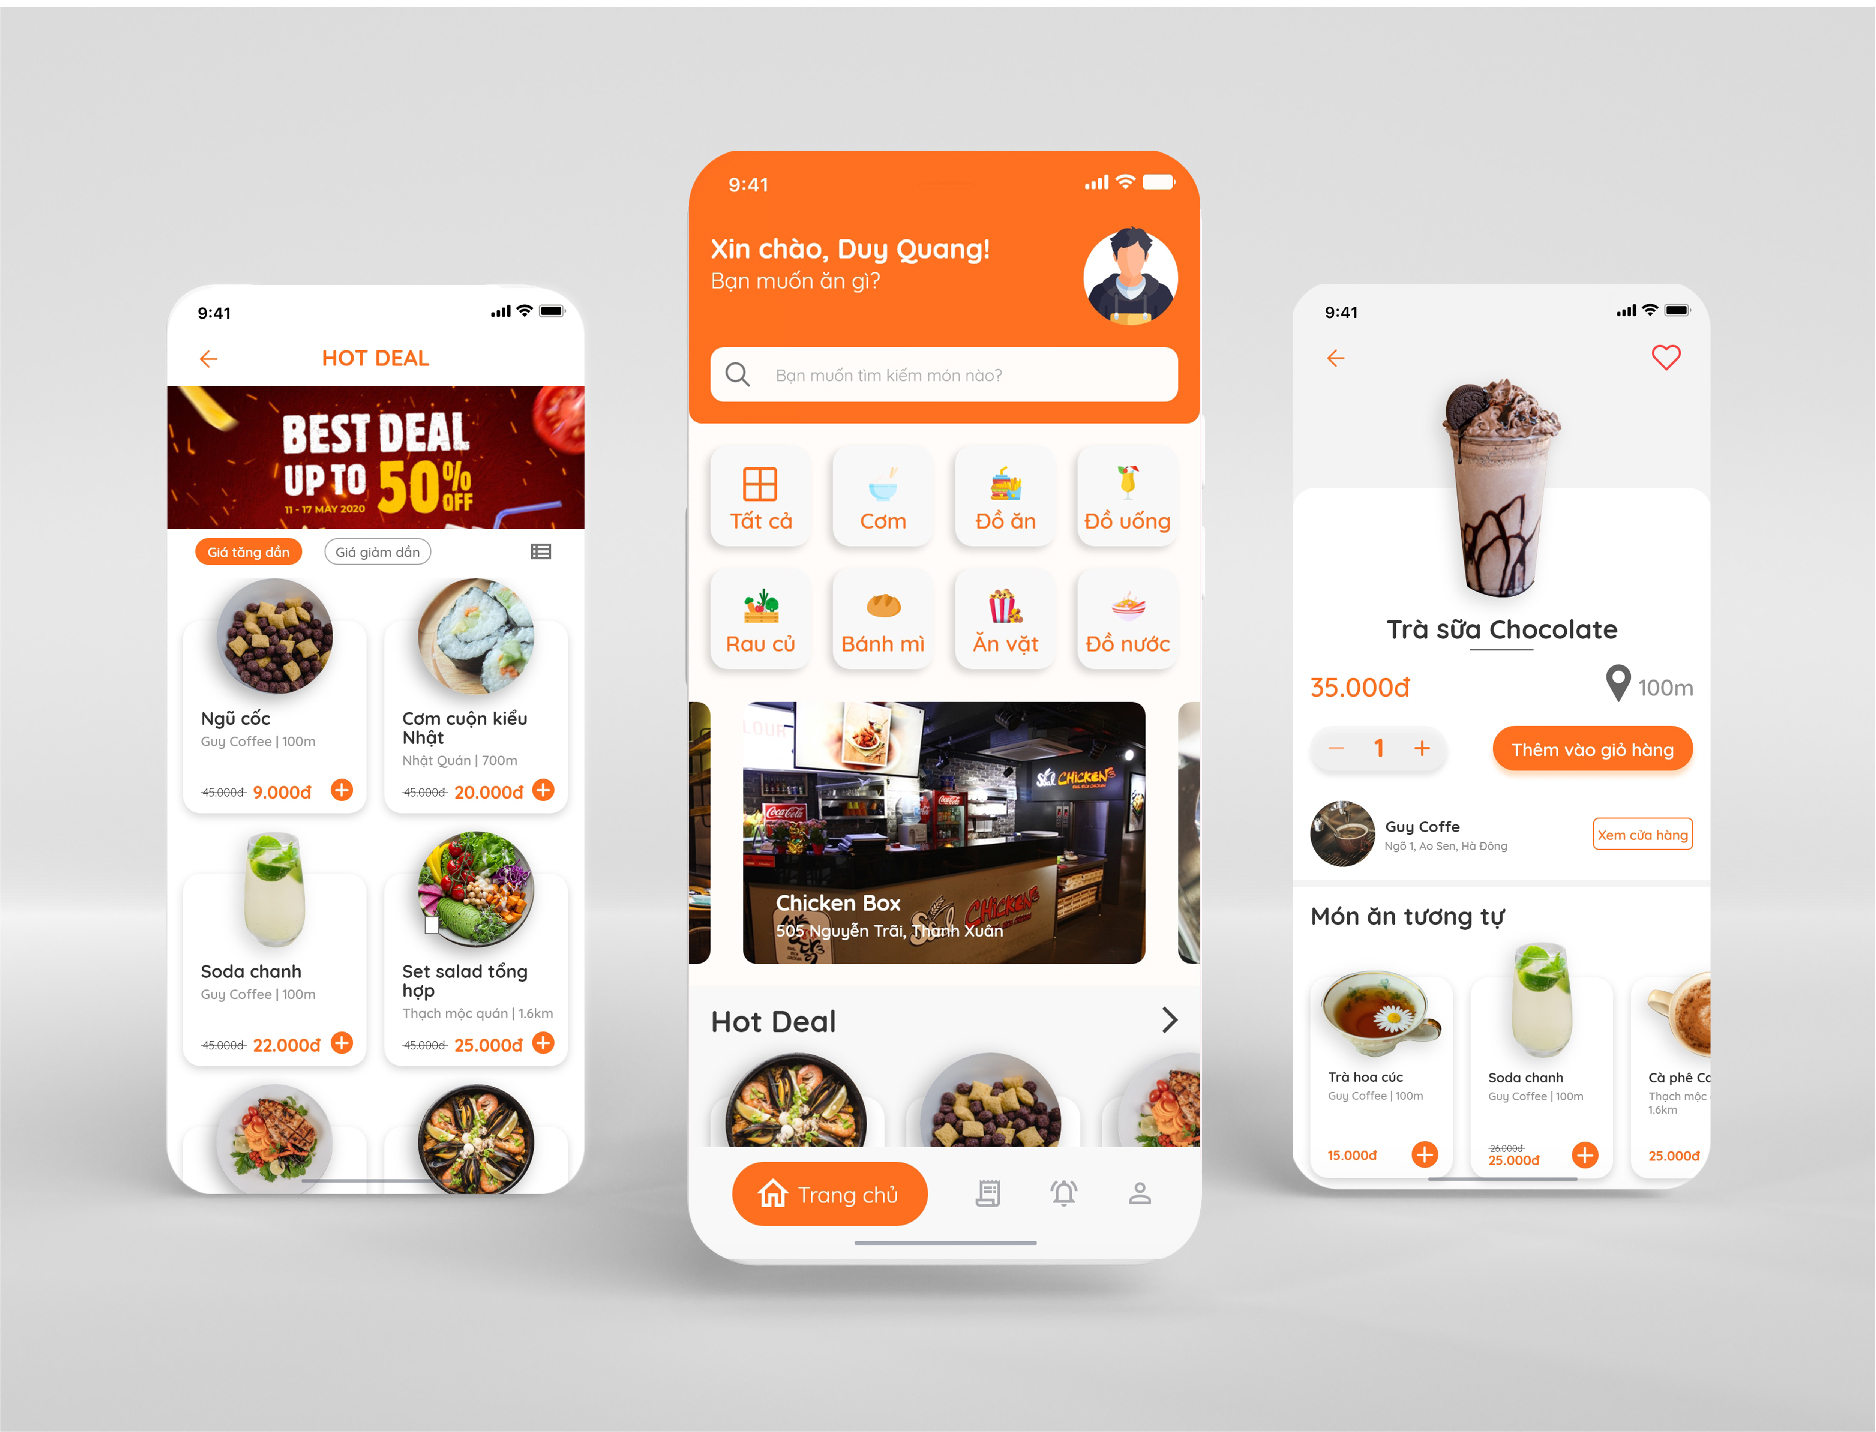 9:41
HOT DEAL
BEST DEAL
UP TO 50% OFF
11 - 17 MAY 2020
Giá tăng dần
Giá giảm dần
Ngũ cốc
Guy Coffee | 100m
45.000đ 9.000đ
Cơm cuộn kiểu
Nhật
Nhật Quán | 700m
45.000đ 20.000đ
Soda chanh
Guy Coffee | 100m
45.000đ 22.000đ
Set salad tổng
hợp
Thạch mộc quán | 1.6km
45.000đ 25.000đ
9:41
Xin chào, Duy Quang!
Bạn muốn ăn gì?
Bạn muốn tìm kiếm món nào?
Tất cả
Cơm
Đồ ăn
Đồ uống
Rau củ
Bánh mì
Ăn vặt
Đồ nước
CHICKEN
Coca-Cola
CHICKEN
Chicken Box
505 Nguyễn Trãi, Thanh Xuân
Hot Deal
Trang chủ
9:41
Trà sữa Chocolate
35.000đ
100m
1
Thêm vào giỏ hàng
Guy Coffe
Ngõ 1, Ao Sen, Hà Đông
Xem cửa hàng
Món ăn tương tự
Trà hoa cúc
Guy Coffee | 100m
15.000đ
Soda chanh
Guy Coffee | 100m
26.000đ
25.000đ
Cà phê Ca
Thạch mộc
1.6km
25.000đ